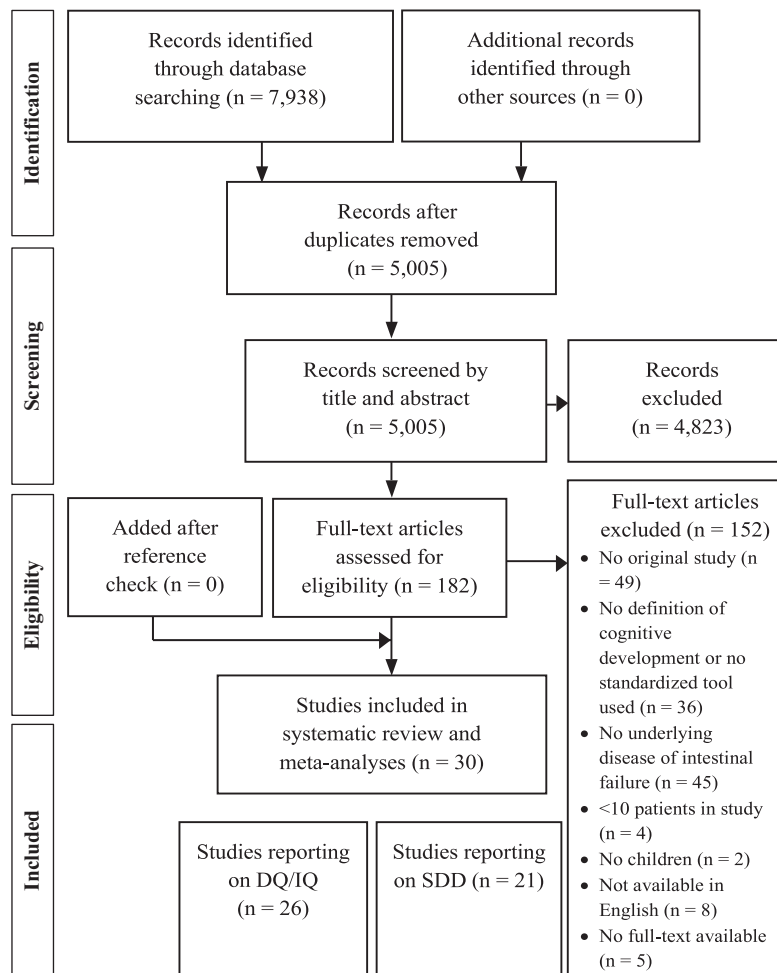 Identification
Records identified
through database
searching (n = 7,938)
Additional records
identified through
other sources (n = 0)
Records after
duplicates removed
(n = 5,005)
Screening
Records screened by
title and abstract
(n = 5,005)
Records
excluded
(n = 4,823)
Eligibility
Added after
reference
check (n = 0)
Full-text articles
assessed for
eligibility (n = 182)
Full-text articles
excluded (n = 152)
• No original study (n
= 49)
• No definition of
cognitive
development or no
standardized tool
used (n = 36)
• No underlying
disease of intestinal
failure (n = 45)
• <10 patients in study
(n = 4)
• No children (n = 2)
• Not available in
English (n = 8)
• No full-text available
(n = 5)
Included
Studies included in
systematic review and
meta-analyses (n = 30)
Studies reporting
on DQ/IQ
(n = 26)
Studies reporting
on SDD (n = 21)